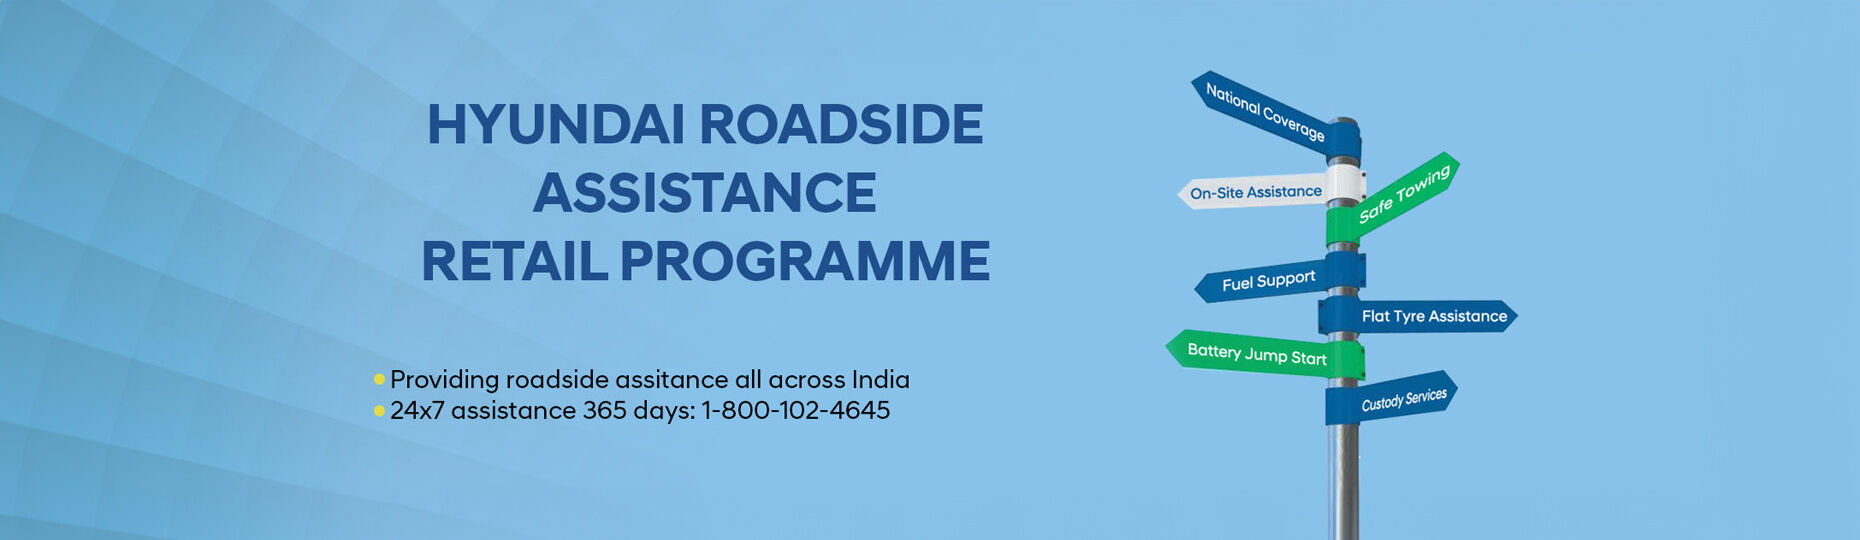 HYUNDAI ROADSIDE
ASSISTANCE
RETAIL PROGRAMME
Providing roadside assitance all across India
24x7 assistance 365 days: 1-800-102-4645
National Coverage
On-Site Assistance
Safe Towing
Fuel Support
Flat Tyre Assistance
Battery Jump Start
Custody Services